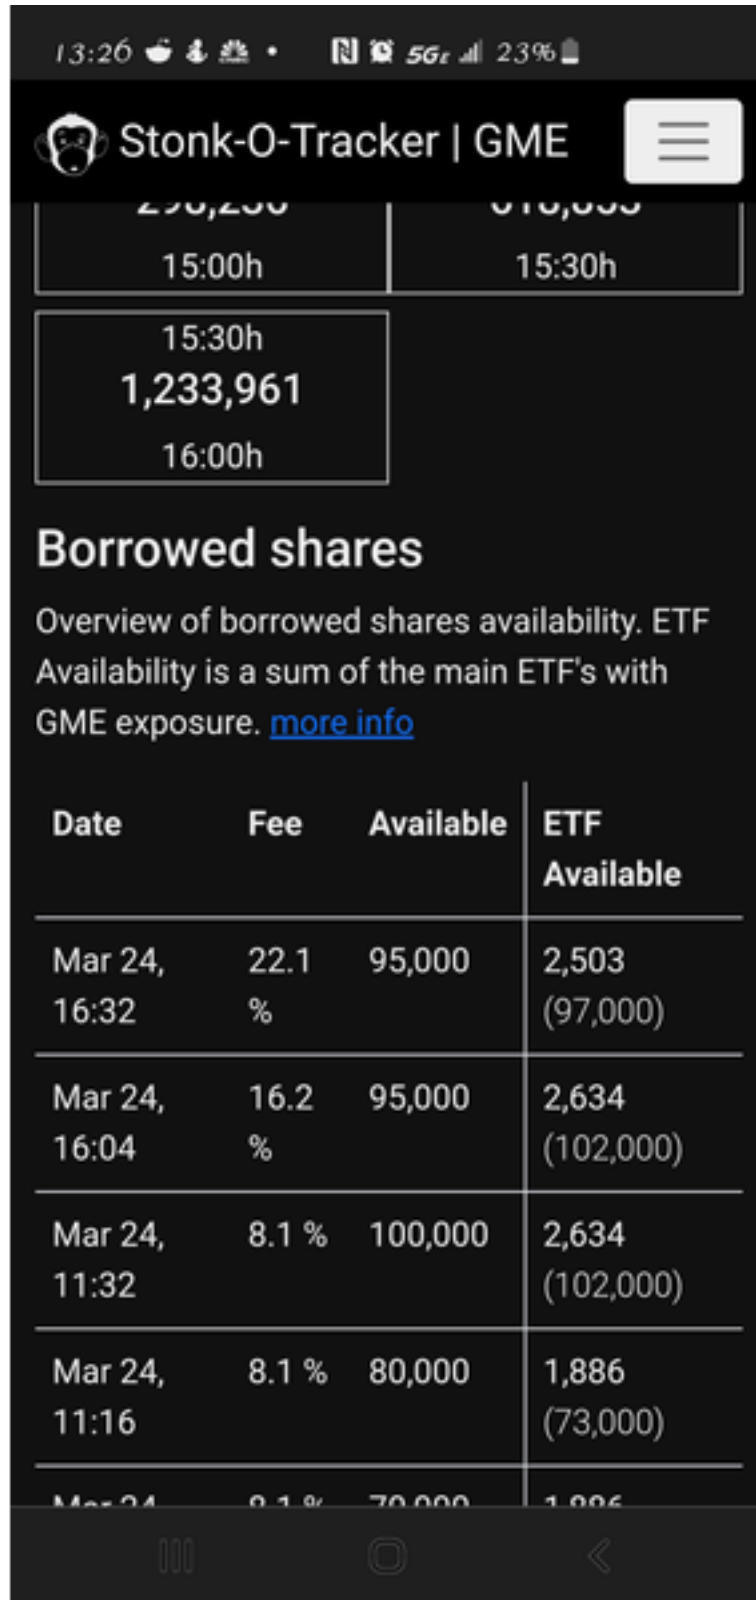 13:26 5GE 23%
Stonk-O-Tracker | GME
15:00h 15:30h
15:30h
1,233,961
16:00h
Borrowed shares
Overview of borrowed shares availability. ETF
Availability is a sum of the main ETF's with
GME exposure. more info
Date Fee Available ETF
Available
Mar 24, 22.1 95,000 2,503
16:32 % (97,000)
Mar 24, 16.2 95,000 2,634
16:04 % (102,000)
Mar 24, 8.1 % 100,000 2,634
11:32 (102,000)
Mar 24, 8.1 % 80,000 1,886
11:16 (73,000)